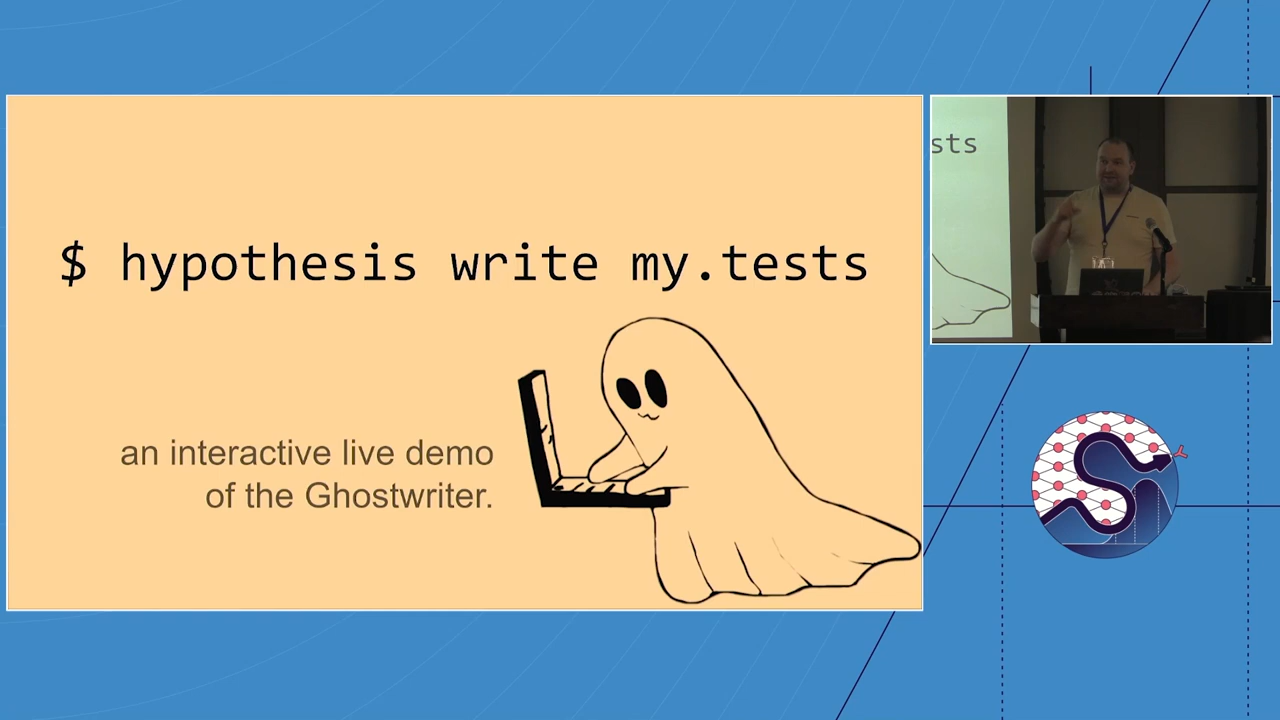 $ hypothesis write my.tests
an interactive live demo
of the Ghostwriter.
sts